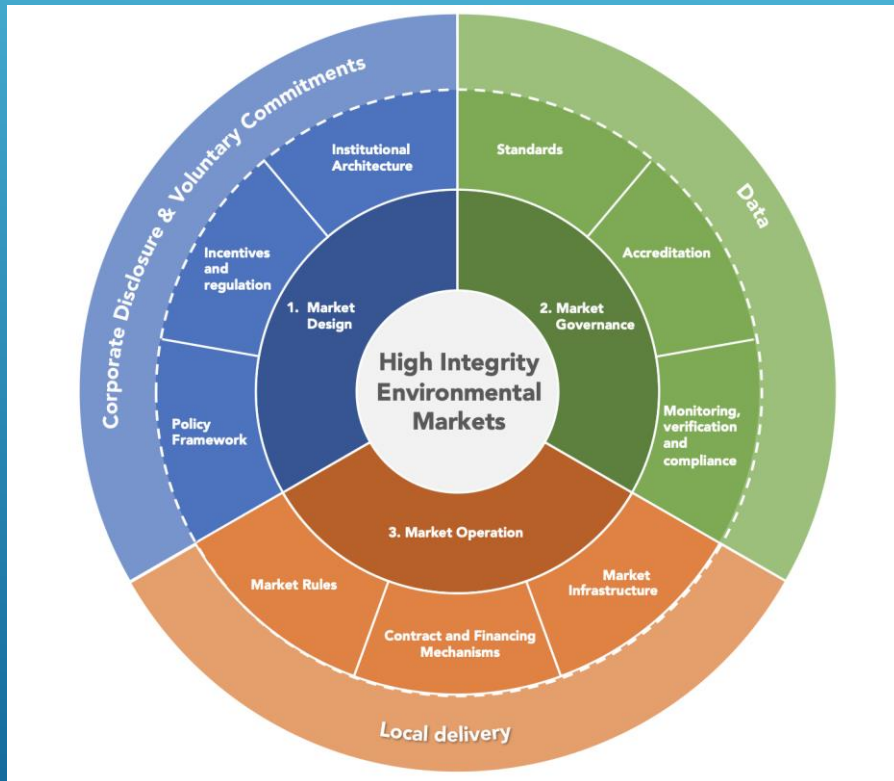 Corporate Disclosure & Voluntary Commitments
Institutional
Architecture
Incentives
and
regulation
Policy
Framework
1. Market
Design
High Integrity
Environmental
Markets
Standards
Accreditation
Monitoring,
verification
and
compliance
2. Market
Governance
Data
3. Market Operation
Market Rules
Contract and Financing
Mechanisms
Market
Infrastructure
Local delivery